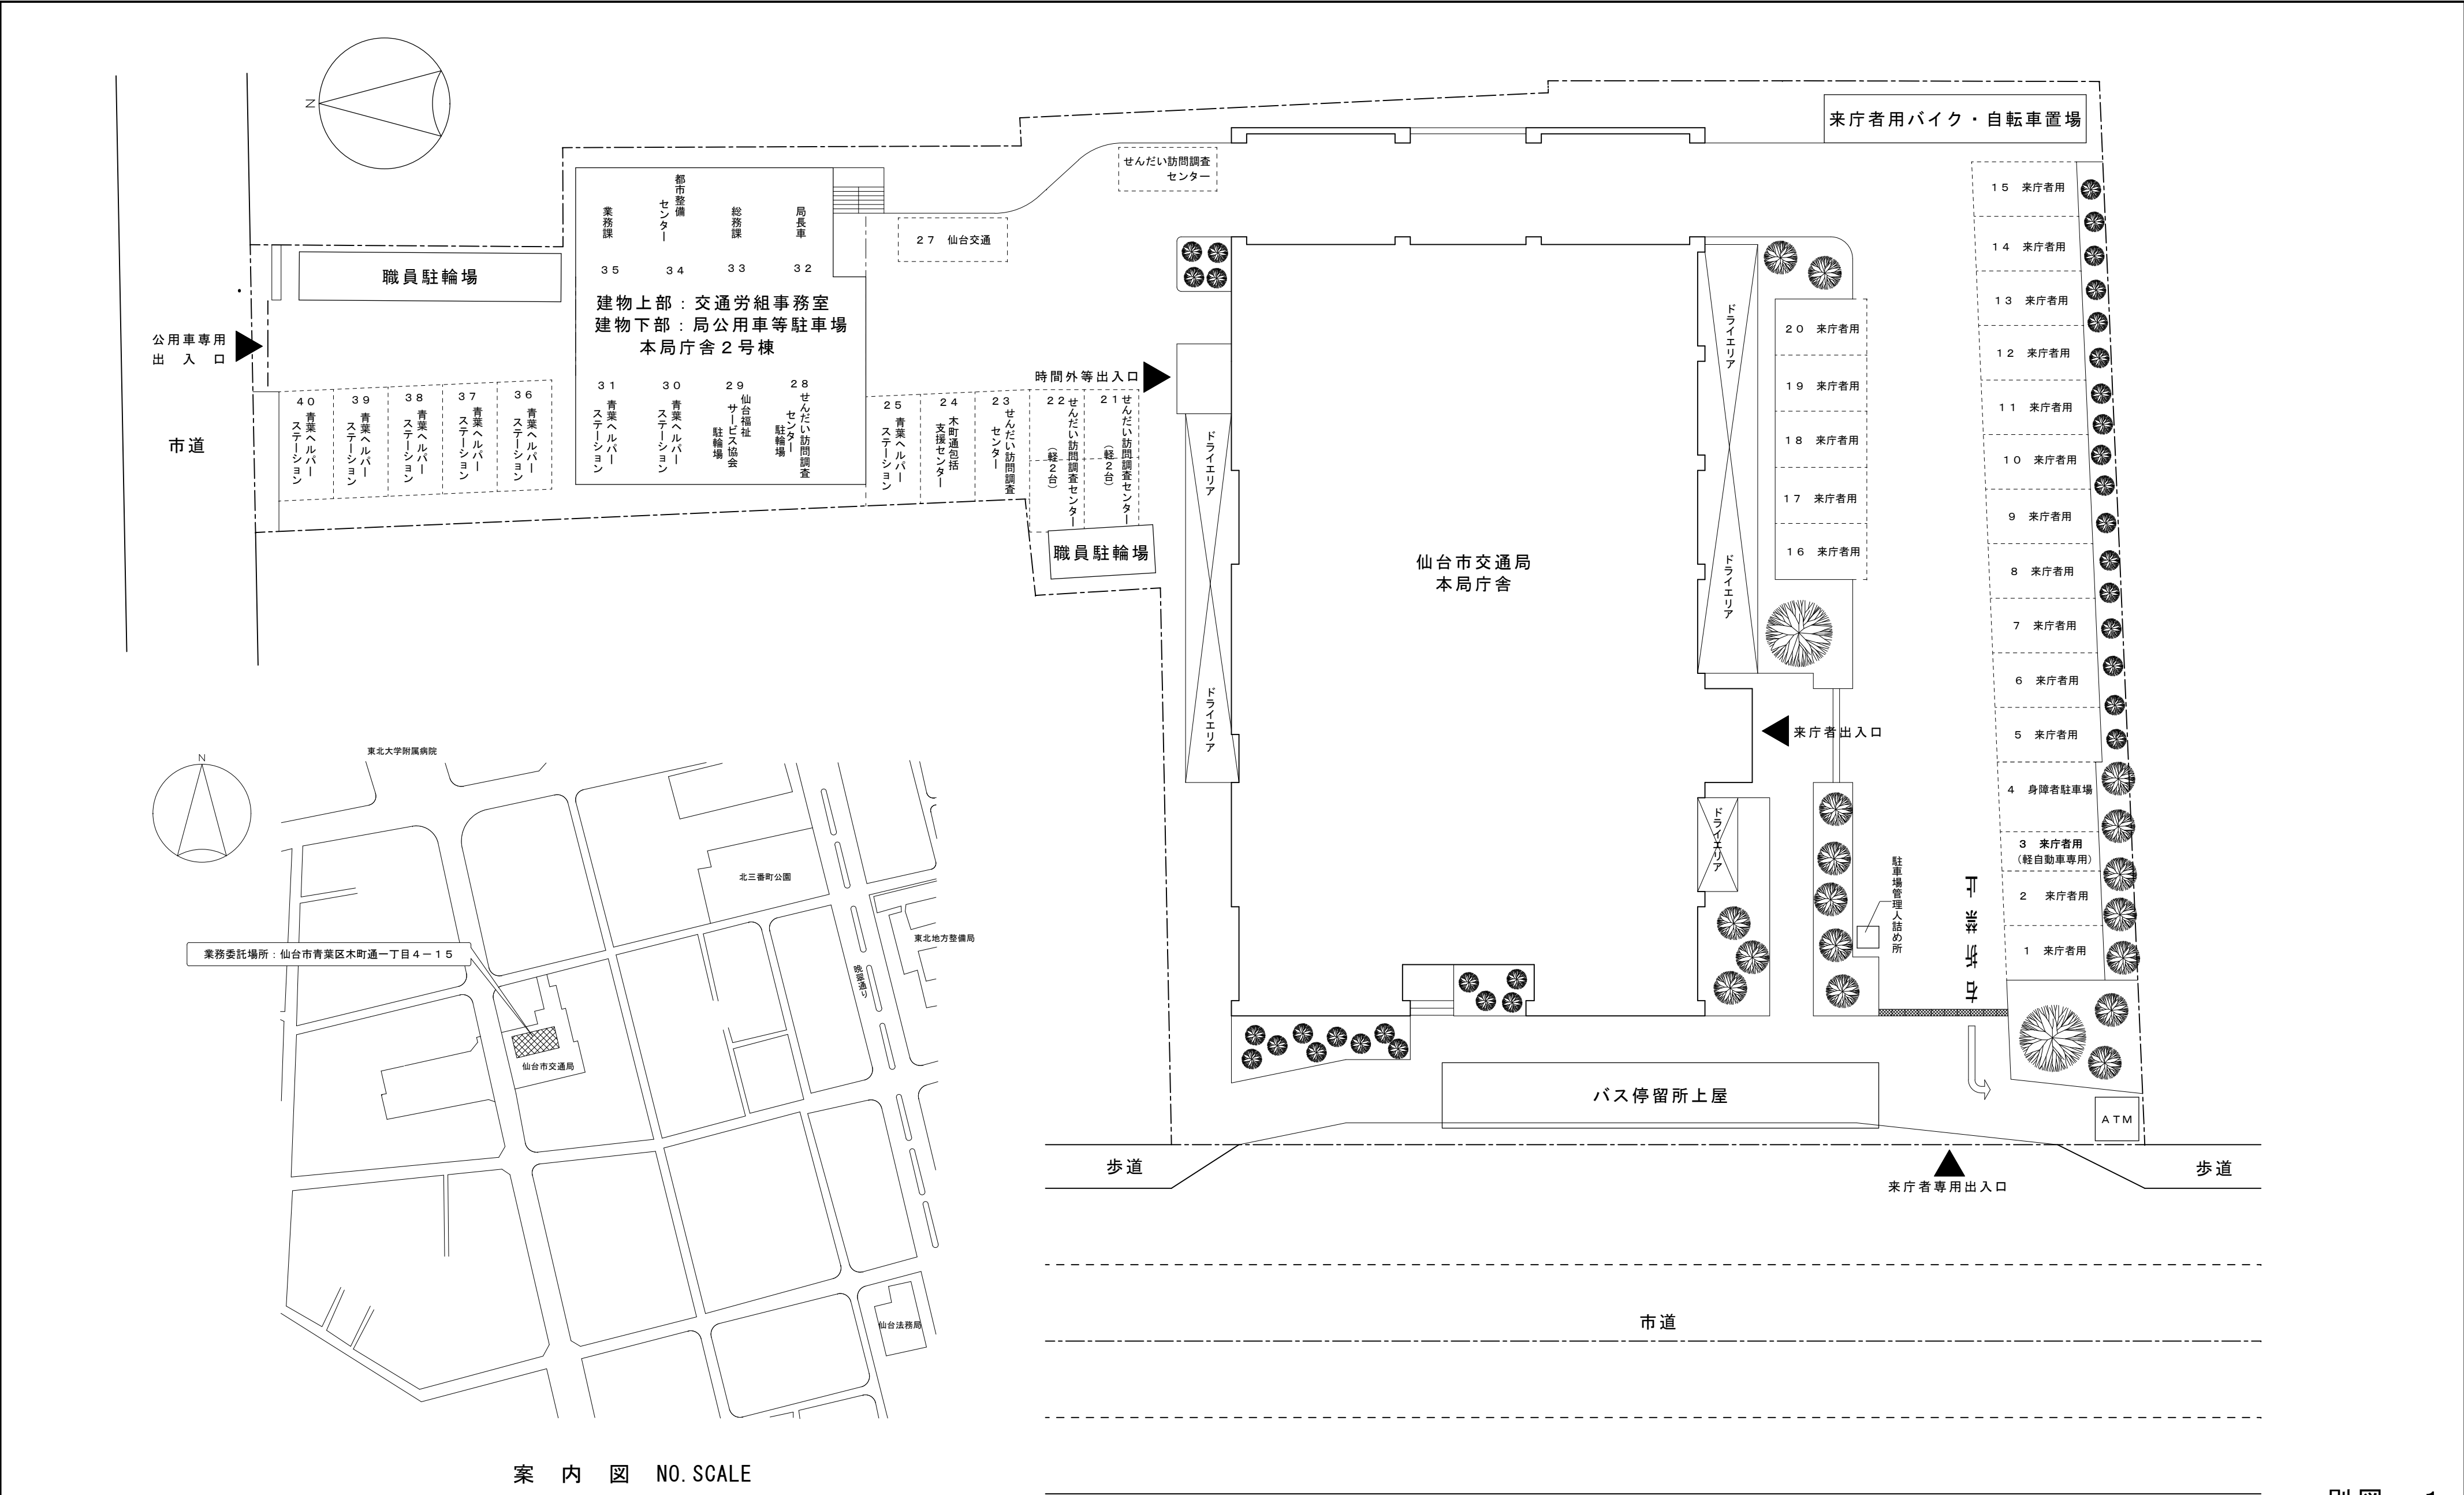 N
来庁者用バイク・自転車置場
せんだい訪問調査
センター
27 仙台交通
業務課
35
都市整備
センター
34
総務課
33
局長車
32
建物上部：交通労組事務室
建物下部：局公用車等駐車場
本局庁舎2号棟
31
青葉ヘルパー
ステーション
30
青葉ヘルパー
ステーション
29
仙台福祉
サービス協会
駐輪場
28
せんだい訪問調査
センター
駐輪場
職員駐輪場
公用車専用
出　入　口
市道
40
青葉ヘルパー
ステーション
39
青葉ヘルパー
ステーション
38
青葉ヘルパー
ステーション
37
青葉ヘルパー
ステーション
36
青葉ヘルパー
ステーション
25
青葉ヘルパー
ステーション
24
木町通包括
支援センター
23
せんだい訪問調査
センター
22
せんだい訪問調査センター
（軽2台）
21
せんだい訪問調査センター
（軽2台）
時間外等出入口
職員駐輪場
ドライエリア
ドライエリア
仙台市交通局
本局庁舎
ドライエリア
ドライエリア
ドライエリア
20 来庁者用
19 来庁者用
18 来庁者用
17 来庁者用
16 来庁者用
来庁者出入口
駐車場管理人詰め所
右折禁止
15 来庁者用
14 来庁者用
13 来庁者用
12 来庁者用
11 来庁者用
10 来庁者用
9 来庁者用
8 来庁者用
7 来庁者用
6 来庁者用
5 来庁者用
4 身障者駐車場
3 来庁者用
（軽自動車専用）
2 来庁者用
1 来庁者用
バス停留所上屋
ATM
歩道
歩道
来庁者専用出入口
市道
N
東北大学附属病院
北三番町公園
東北地方整備局
晩翠通り
業務委託場所：仙台市青葉区木町通一丁目4－15
仙台市交通局
仙台法務局
案　内　図　NO.SCALE